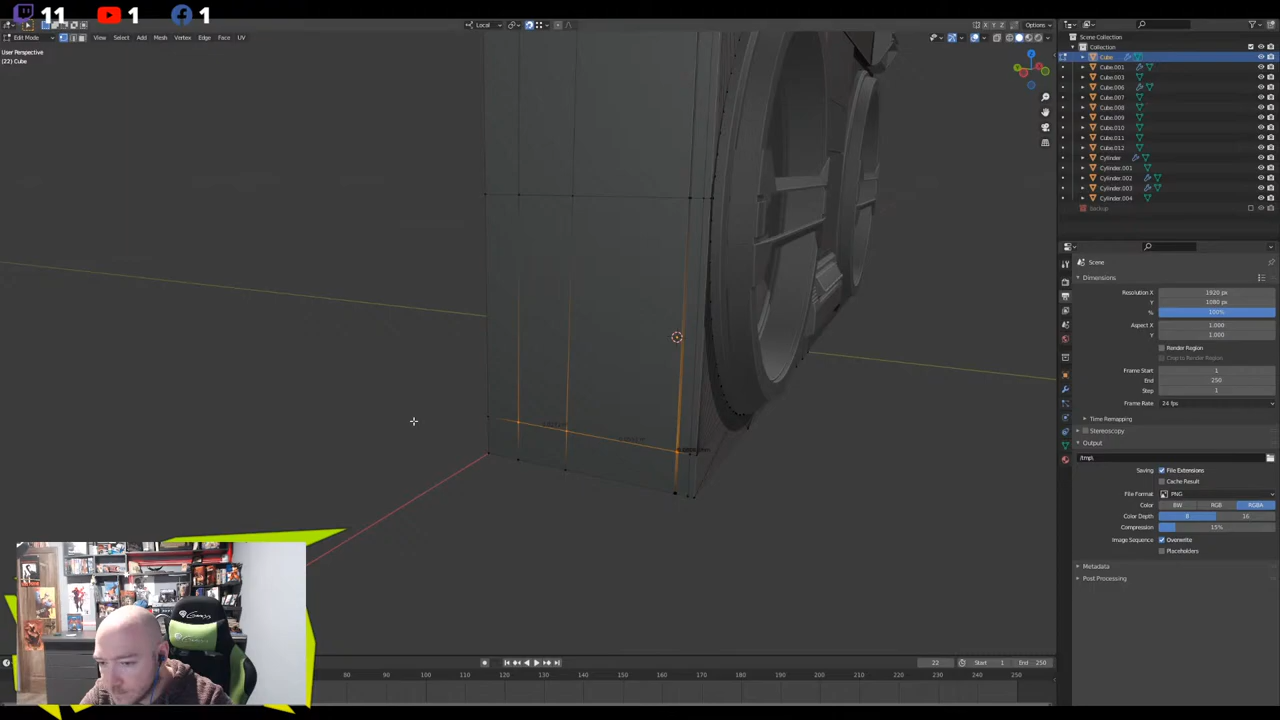 11 1 1
Local Options
Edit Mode View Select Add Mesh Vertex Edge Face UV
User Perspective
(22) Cube
Scene Collection
Collection
Cube
Cube.001
Cube.003
Cube.006
Cube.007
Cube.008
Cube.009
Cube.010
Cube.011
Cube.012
Cylinder
Cylinder.001
Cylinder.002
Cylinder.003
Cylinder.004
backup
Scene
Dimensions
Resolution X 1920 px
Y 1080 px
% 100%
Aspect X 1.000
Y 1.000
Render Region
Crop to Render Region
Frame Start 1
End 250
Step 1
Frame Rate 24 fps
Time Remapping
Stereoscopy
Output
/tmp\
Saving File Extensions
Cache Result
File Format PNG
Color BW RGB RGBA
Color Depth 8 16
Compression 15%
Image Sequence Overwrite
Placeholders
Metadata
Post Processing
22 Start 1 End 250
80 90 100 110 120 130 140 150 160 170 180 190 200 210 220 230 240 250